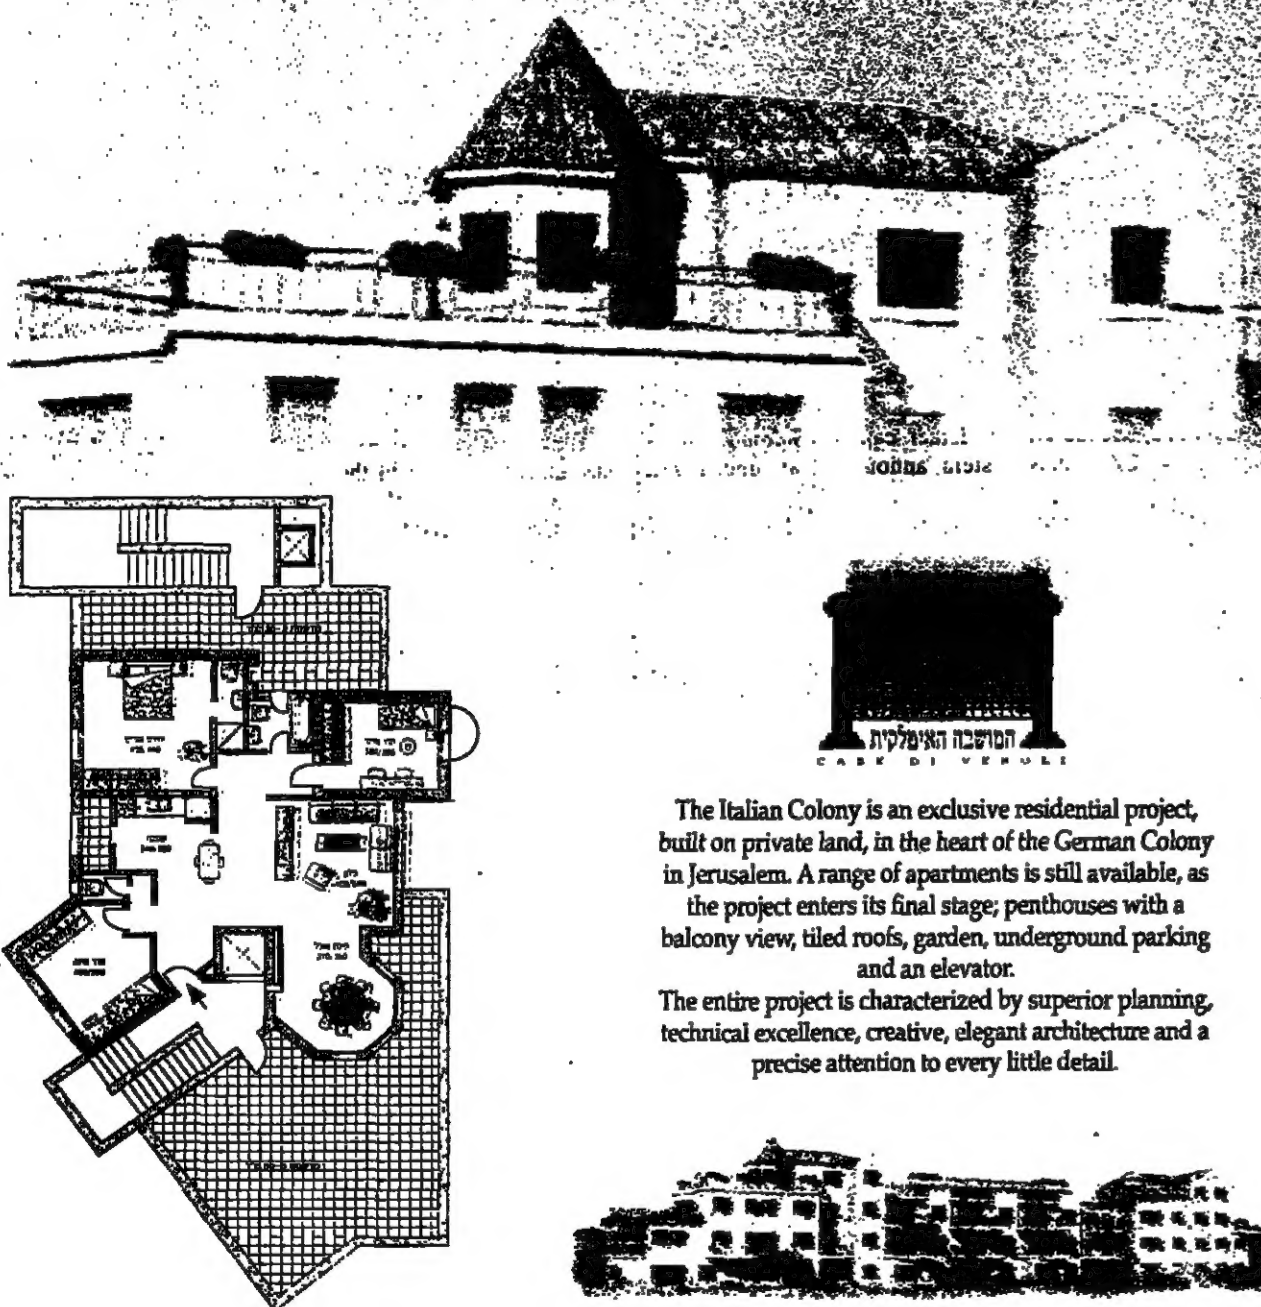 המושבה האיטלקית
The Italian Colony is an exclusive residential project,
built on private land, in the heart of the German Colony
in Jerusalem. A range of apartments is still available, as
the project enters its final stage; penthouses with a
balcony view, tiled roofs, garden, underground parking
and an elevator.
The entire project is characterized by superior planning,
technical excellence, creative, elegant architecture and a
precise attention to every little detail.